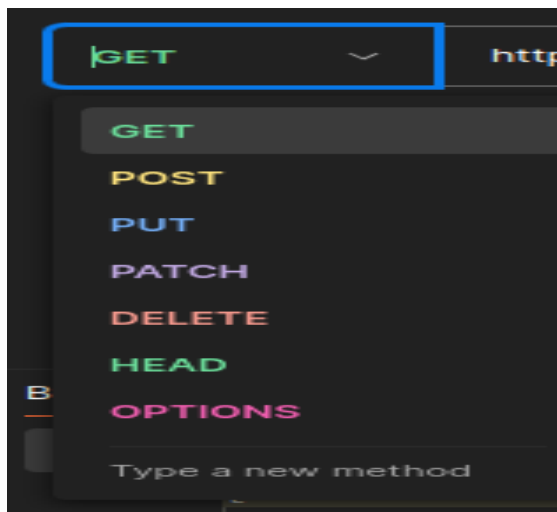 GET http
GET
POST
PUT
PATCH
DELETE
HEAD
B
OPTIONS
Type a new method